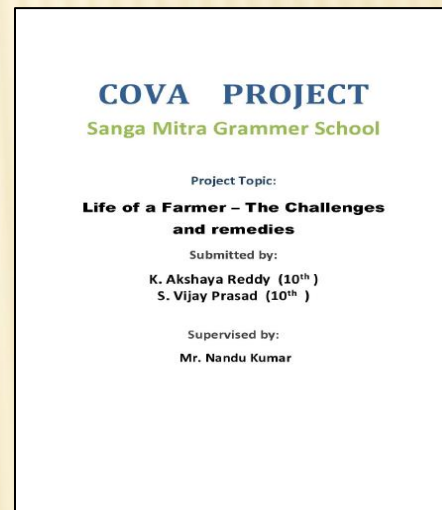 COVA PROJECT
Sanga Mitra Grammer School
Project Topic:
Life of a Farmer – The Challenges
and remedies
Submitted by:
K. Akshaya Reddy (10th )
S. Vijay Prasad (10th )
Supervised by:
Mr. Nandu Kumar